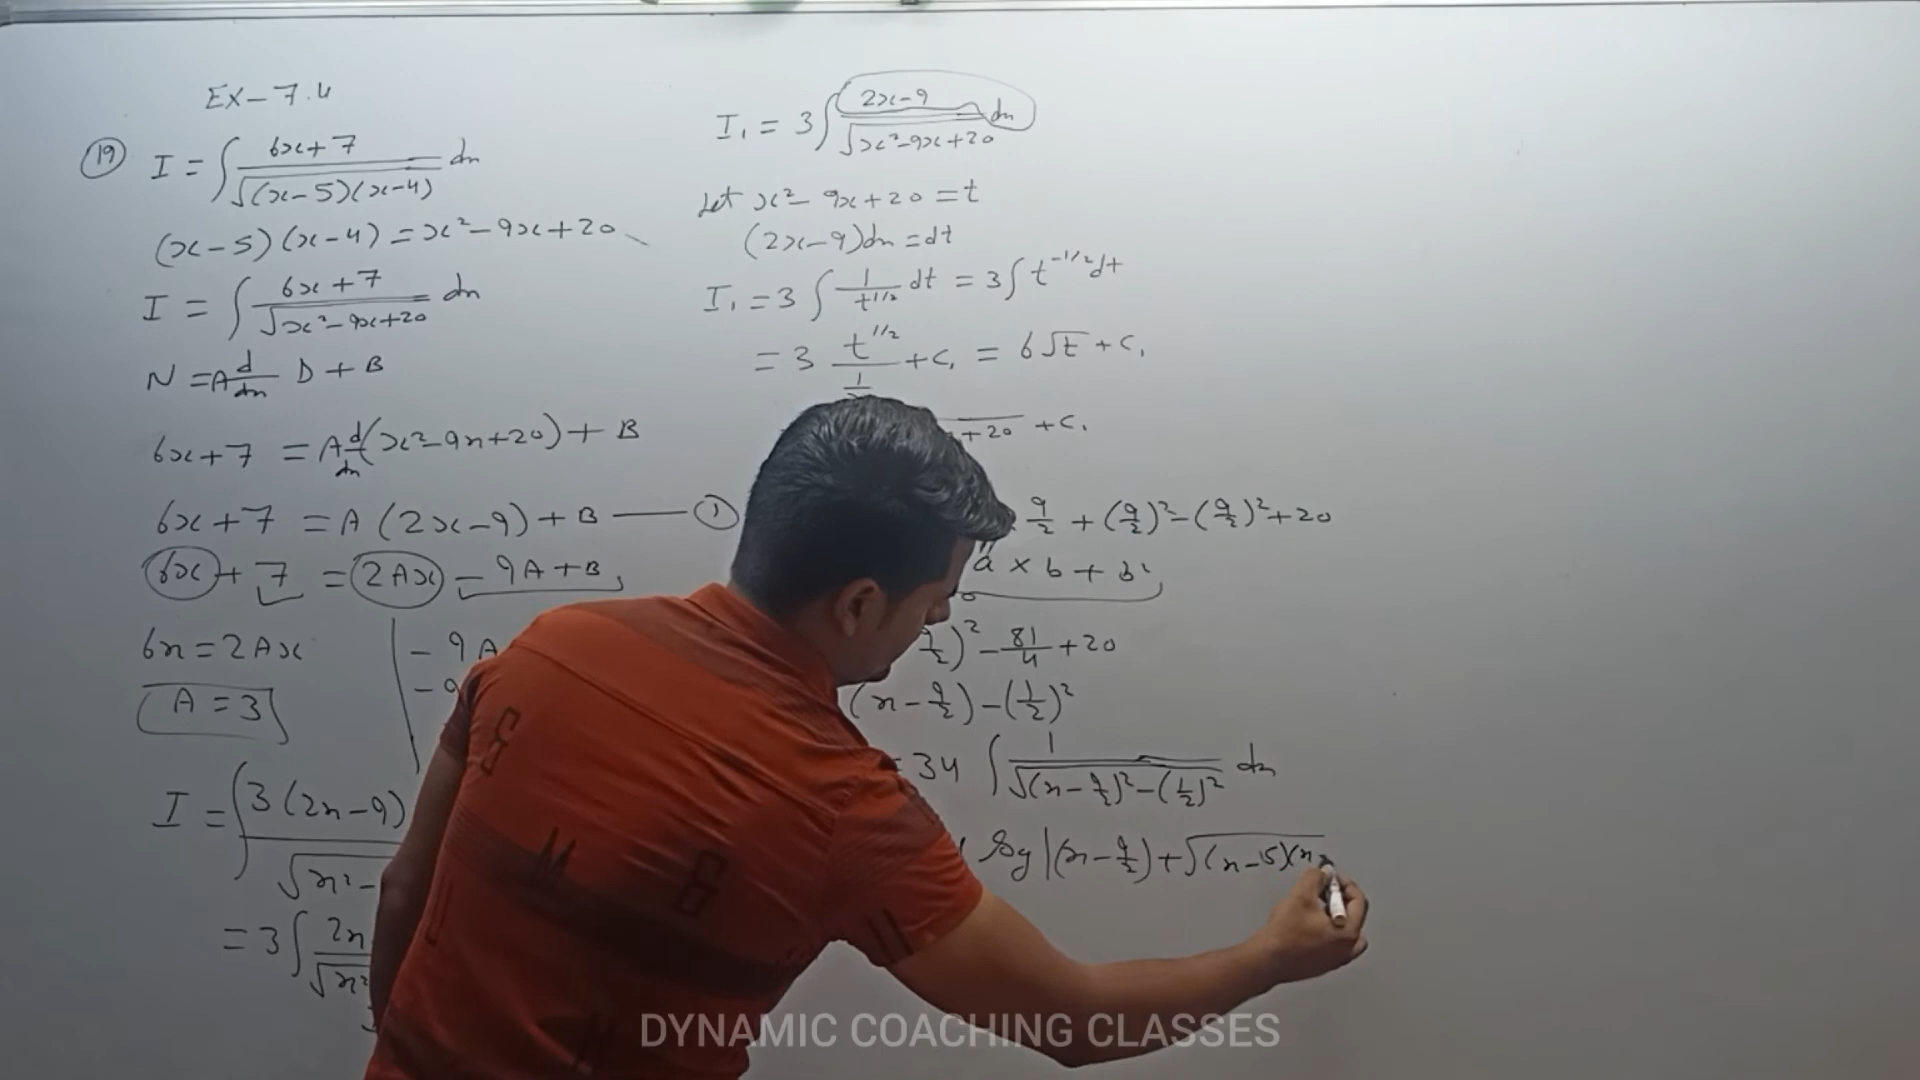 EX-7.4
(19) I = ∫ 6x+7 / √(x-5)(x-4) dx
(x-5)(x-4) = x²-9x+20
I = ∫ 6x+7 / √x²-9x+20 dx
N = A d/dx D + B
6x+7 = A d/dx (x²-9x+20) + B
6x+7 = A(2x-9)+B — (1)
6x+7 = 2Ax - 9A+B
6x = 2Ax
A = 3
- 9A
- 9
I = ∫ 3(2x-9)
√x²-
= 3∫ 2x
√x²
I₁ = 3∫ 2x-9 / √x²-9x+20 dx
Let x²-9x+20 = t
(2x-9)dx = dt
I₁ = 3∫ 1/t^1/2 dt = 3∫ t^-1/2 dt
= 3 t^1/2 / 1/2 + C₁ = 6√t + C₁
+20 + C₁
9/2 + (9/2)² - (9/2)² + 20
a × b + b²
)² - 81/4 + 20
(x-9/2) - (1/2)²
= 34 ∫ 1 / √(x-9/2)²-(1/2)² dx
log |(x-9/2)+√(x-5)(x
DYNAMIC COACHING CLASSES